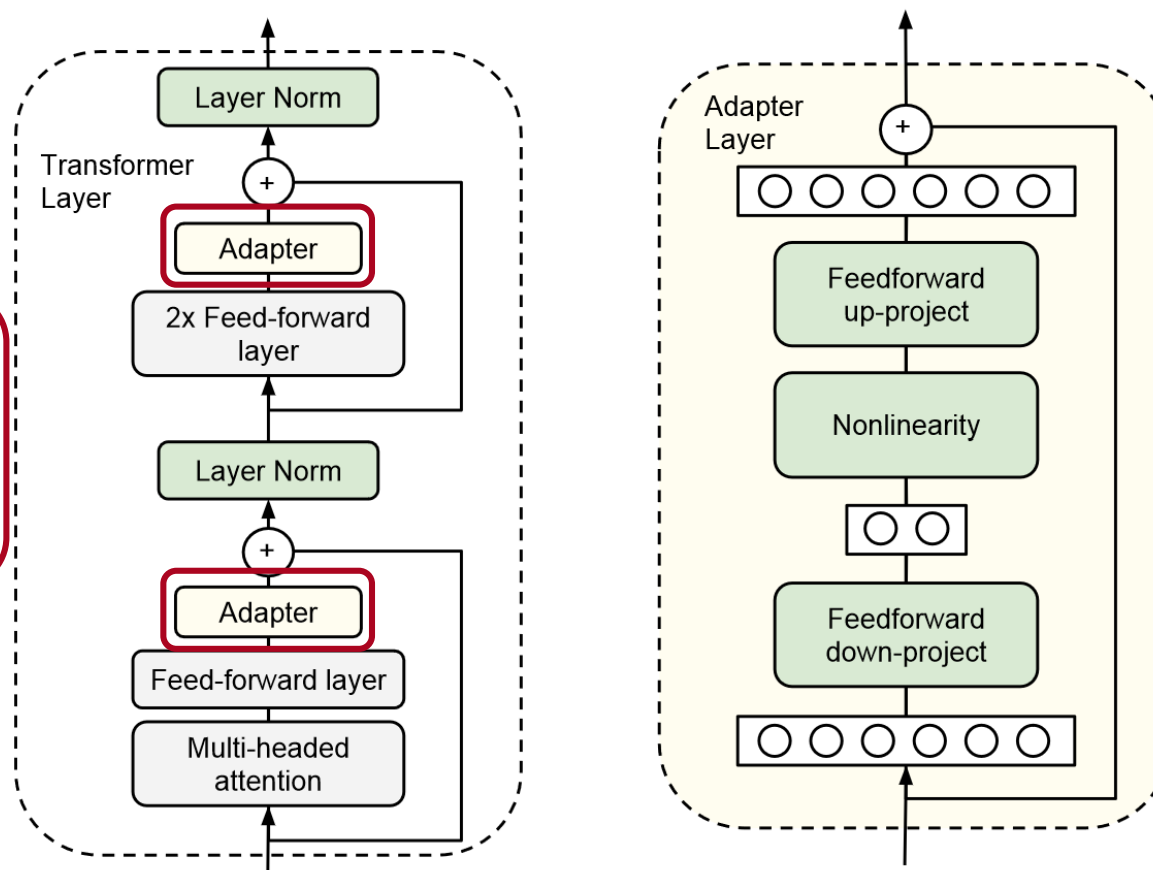 Layer Norm
Transformer
Layer
+
Adapter
2x Feed-forward
layer
Layer Norm
+
Adapter
Feed-forward layer
Multi-headed
attention
Adapter
Layer
+
Feedforward
up-project
Nonlinearity
Feedforward
down-project